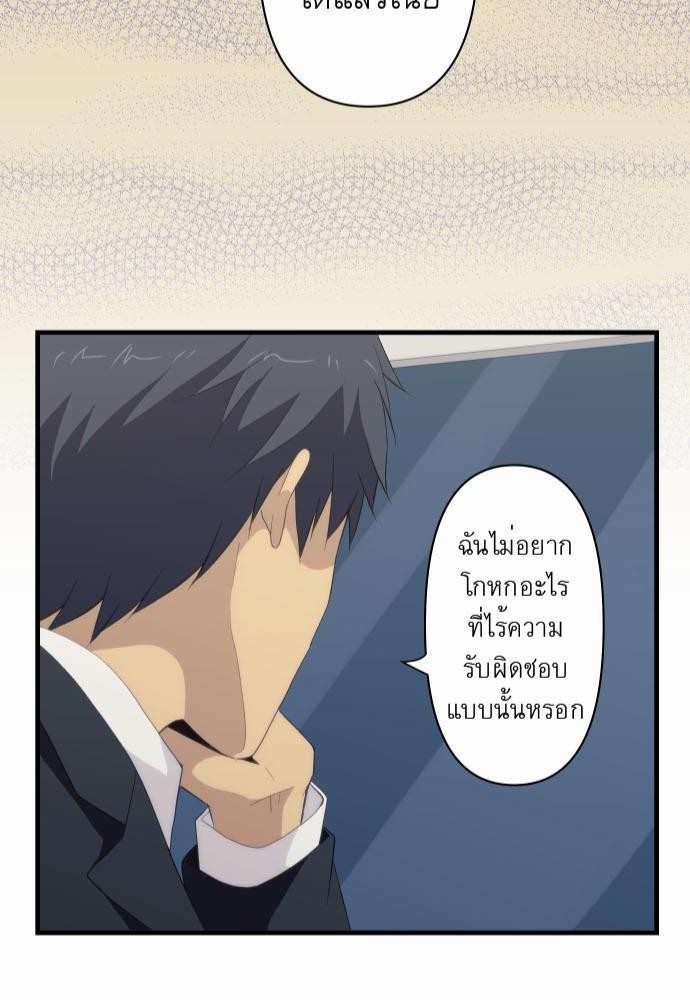 ฉันไม่อยาก
โกหกอะไร
ที่ไร้ความ
รับผิดชอบ
แบบนั้นหรอก